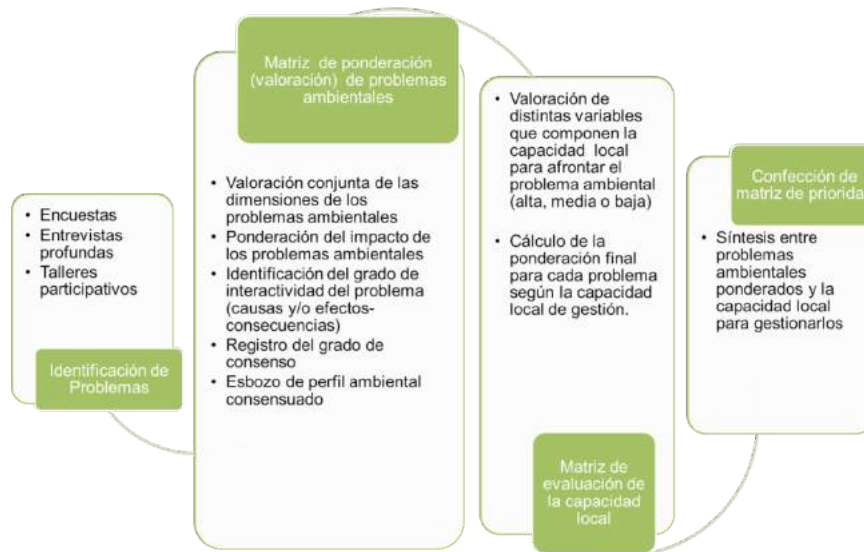 • Encuestas
• Entrevistas
profundas
• Talleres
participativos
Identificación de
Problemas
Matriz de ponderación
(valoración) de problemas
ambientales
• Valoración conjunta de las
dimensiones de los
problemas ambientales
• Ponderación del impacto de
los problemas ambientales
• Identificación del grado de
interactividad del problema
(causas y/o efectos-
consecuencias)
• Registro del grado de
consenso
• Esbozo de perfil ambiental
consensuado
• Valoración de
distintas variables
que componen la
capacidad local
para afrontar el
problema ambiental
(alta, media o baja)
• Cálculo de la
ponderación final
para cada problema
según la capacidad
local de gestión.
Matriz de
evaluación de
la capacidad
local
Confección de
matriz de priorida
• Síntesis entre
problemas
ambientales
ponderados y la
capacidad local
para gestionarlos